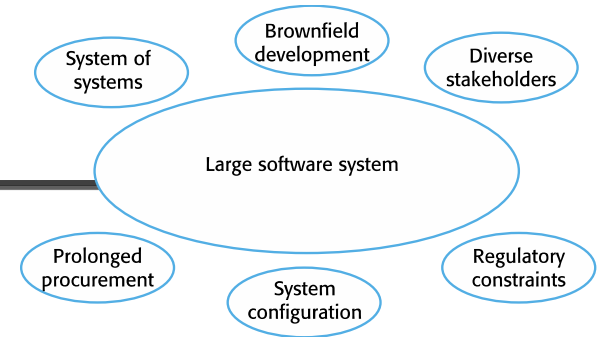 Brownfield
development
System of
systems
Diverse
stakeholders
Large software system
Prolonged
procurement
System
configuration
Regulatory
constraints